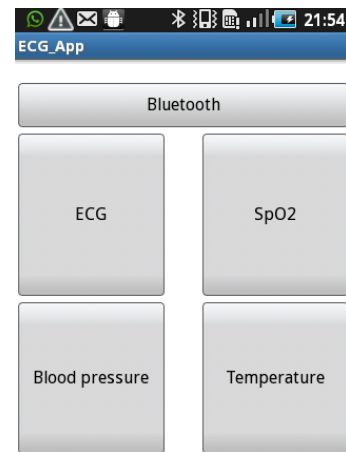 21:54
ECG_App
Bluetooth
ECG
SpO2
Blood pressure
Temperature